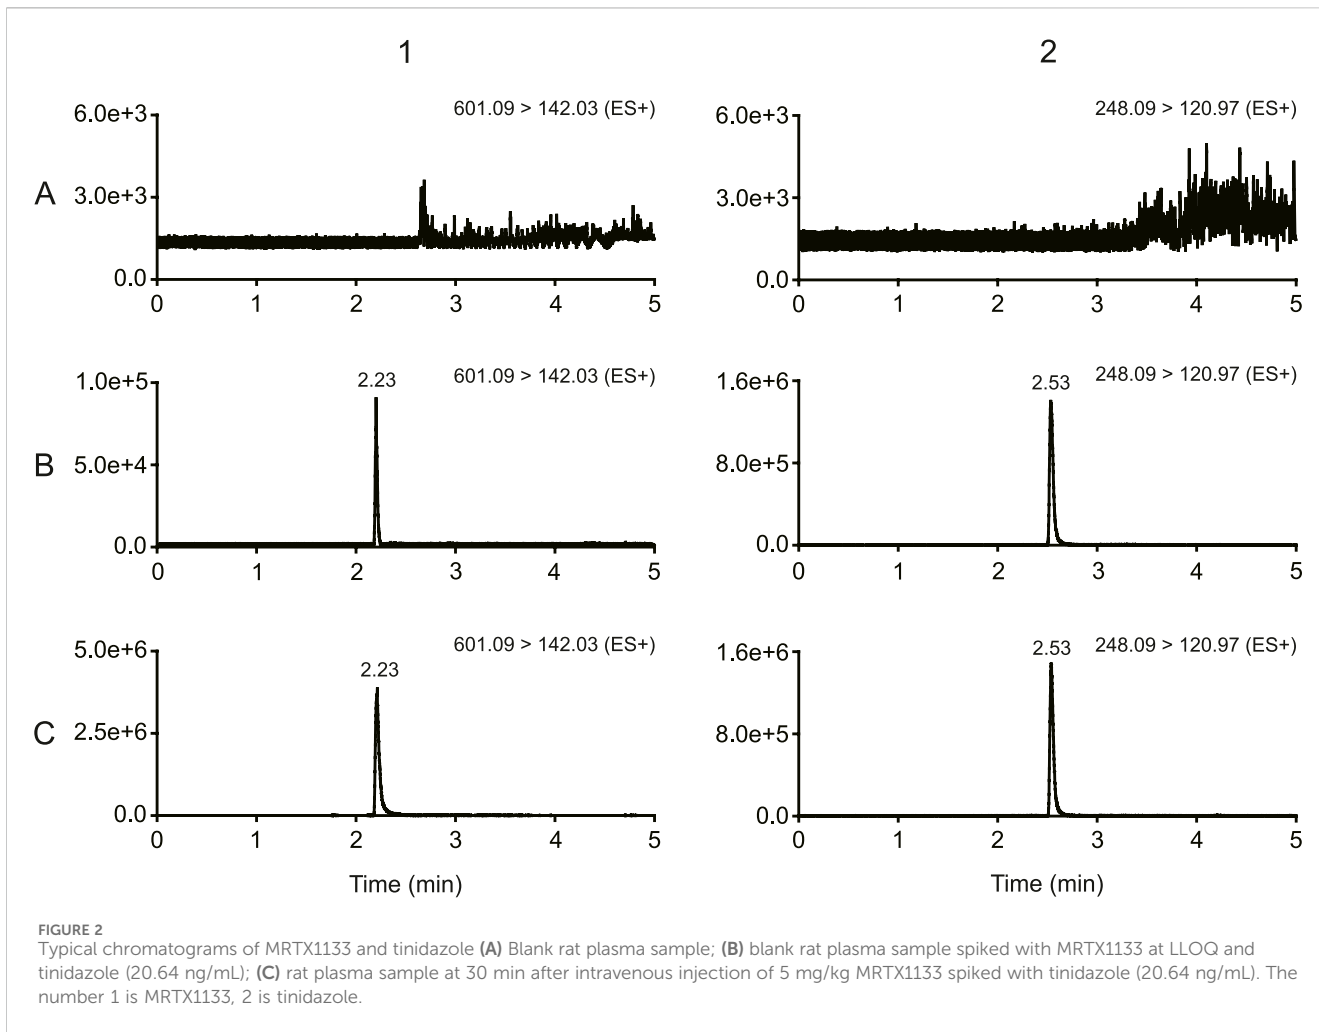 1 2
601.09 > 142.03 (ES+) 248.09 > 120.97 (ES+)
6.0e+3 6.0e+3
A 3.0e+3 3.0e+3
0.0 0.0
0 1 2 3 4 5 0 1 2 3 4 5
601.09 > 142.03 (ES+) 248.09 > 120.97 (ES+)
1.0e+5 2.23 1.6e+6 2.53
B 5.0e+4 8.0e+5
0.0 0.0
0 1 2 3 4 5 0 1 2 3 4 5
601.09 > 142.03 (ES+) 2.53 248.09 > 120.97 (ES+)
5.0e+6 2.23 1.6e+6
C 2.5e+6 8.0e+5
0.0 0.0
0 1 2 3 4 5 0 1 2 3 4 5
Time (min) Time (min)
FIGURE 2
Typical chromatograms of MRTX1133 and tinidazole (A) Blank rat plasma sample; (B) blank rat plasma sample spiked with MRTX1133 at LLOQ and
tinidazole (20.64 ng/mL); (C) rat plasma sample at 30 min after intravenous injection of 5 mg/kg MRTX1133 spiked with tinidazole (20.64 ng/mL). The
number 1 is MRTX1133, 2 is tinidazole.